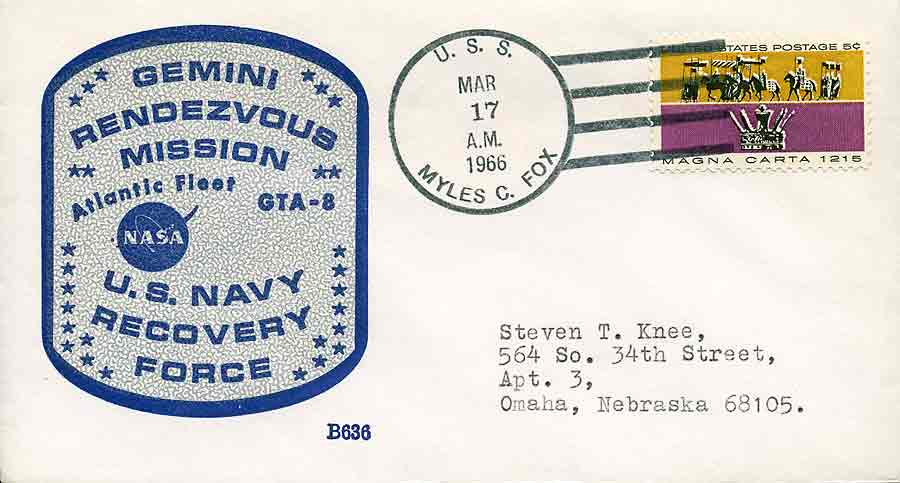 GEMINI
RENDEZVOUS
MISSION
Atlantic Fleet
GTA-8
NASA
U.S. NAVY
RECOVERY
FORCE
B636
U. S. S.
MAR
17
A.M.
1966
MYLES C. FOX
UNITED STATES POSTAGE 5¢
MAGNA CARTA 1215
Steven T. Knee,
564 So. 34th Street,
Apt. 3,
Omaha, Nebraska 68105.